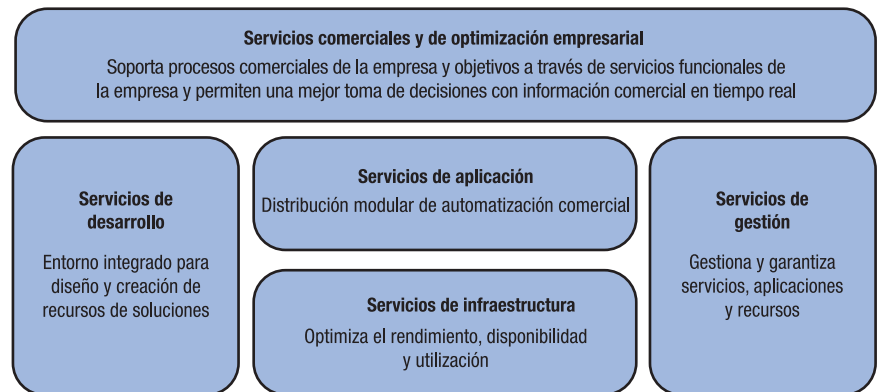 Servicios comerciales y de optimización empresarial
Soporta procesos comerciales de la empresa y objetivos a través de servicios funcionales de
la empresa y permiten una mejor toma de decisiones con información comercial en tiempo real
Servicios de
desarrollo
Entorno integrado para
diseño y creación de
recursos de soluciones
Servicios de aplicación
Distribución modular de automatización comercial
Servicios de infraestructura
Optimiza el rendimiento, disponibilidad
y utilización
Servicios de
gestión
Gestiona y garantiza
servicios, aplicaciones
y recursos